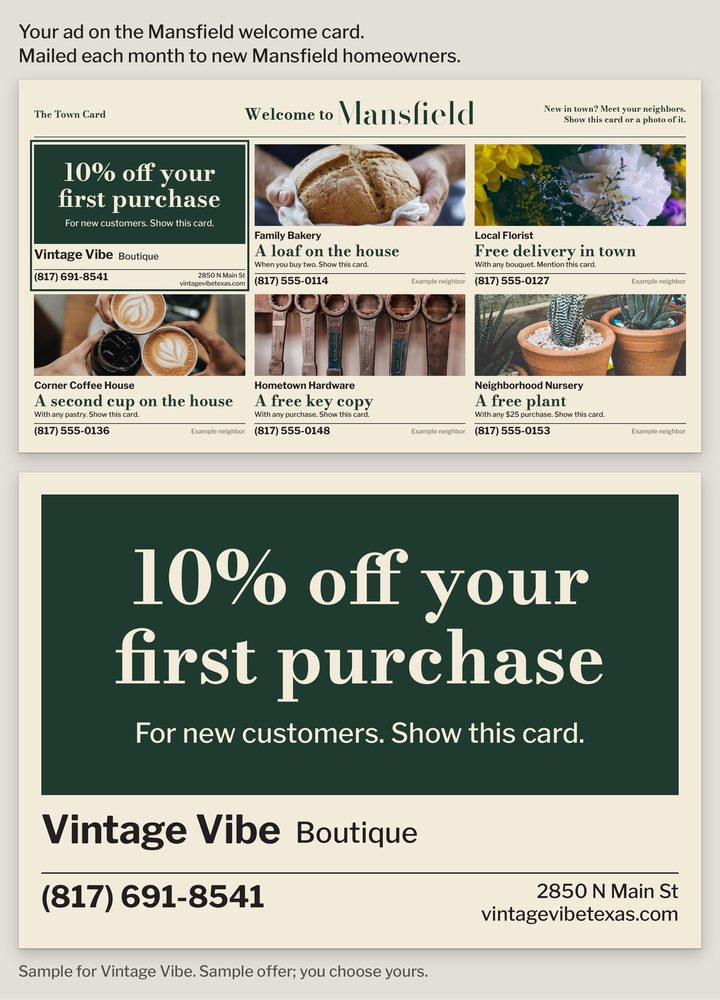 Your ad on the Mansfield welcome card.
Mailed each month to new Mansfield homeowners.
The Town Card
Welcome to Mansfield
New in town? Meet your neighbors.
Show this card or a photo of it.
10% off your
first purchase
For new customers. Show this card.
Vintage Vibe Boutique
(817) 691-8541
2850 N Main St
vintagevibetexas.com
Family Bakery
A loaf on the house
When you buy two. Show this card.
(817) 555-0114
Example neighbor
Local Florist
Free delivery in town
With any bouquet. Mention this card.
(817) 555-0127
Example neighbor
Corner Coffee House
A second cup on the house
With any pastry. Show this card.
(817) 555-0136
Example neighbor
Hometown Hardware
A free key copy
With any purchase. Show this card.
(817) 555-0148
Example neighbor
Neighborhood Nursery
A free plant
With any $25 purchase. Show this card.
(817) 555-0153
Example neighbor
10% off your
first purchase
For new customers. Show this card.
Vintage Vibe Boutique
(817) 691-8541
2850 N Main St
vintagevibetexas.com
Sample for Vintage Vibe. Sample offer; you choose yours.